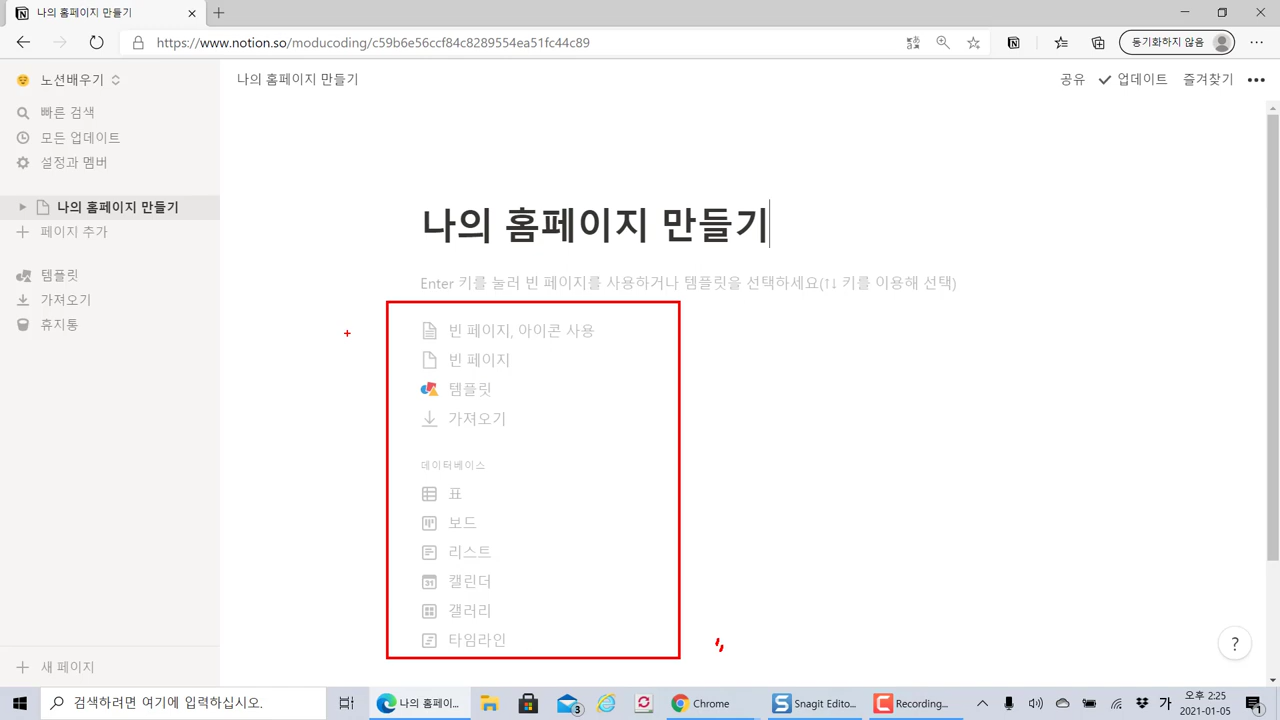 나의 홈페이지 만들기
https://www.notion.so/moducoding/c59b6e56ccf84c8289554ea51fc44c89
동기화하지 않음
노션배우기
나의 홈페이지 만들기
공유
업데이트
즐겨찾기
빠른 검색
모든 업데이트
설정과 멤버
나의 홈페이지 만들기
페이지 추가
템플릿
가져오기
휴지통
나의 홈페이지 만들기
Enter 키를 눌러 빈 페이지를 사용하거나 템플릿을 선택하세요(↑↓ 키를 이용해 선택)
빈 페이지, 아이콘 사용
빈 페이지
템플릿
가져오기
데이터베이스
표
보드
리스트
캘린더
갤러리
타임라인
새 페이지
?
검색하려면 여기에 입력하십시오.
나의 홈페이...
3
Chrome
Snagit Edito...
Recording...
가
오후 2:25
2021-01-05
1